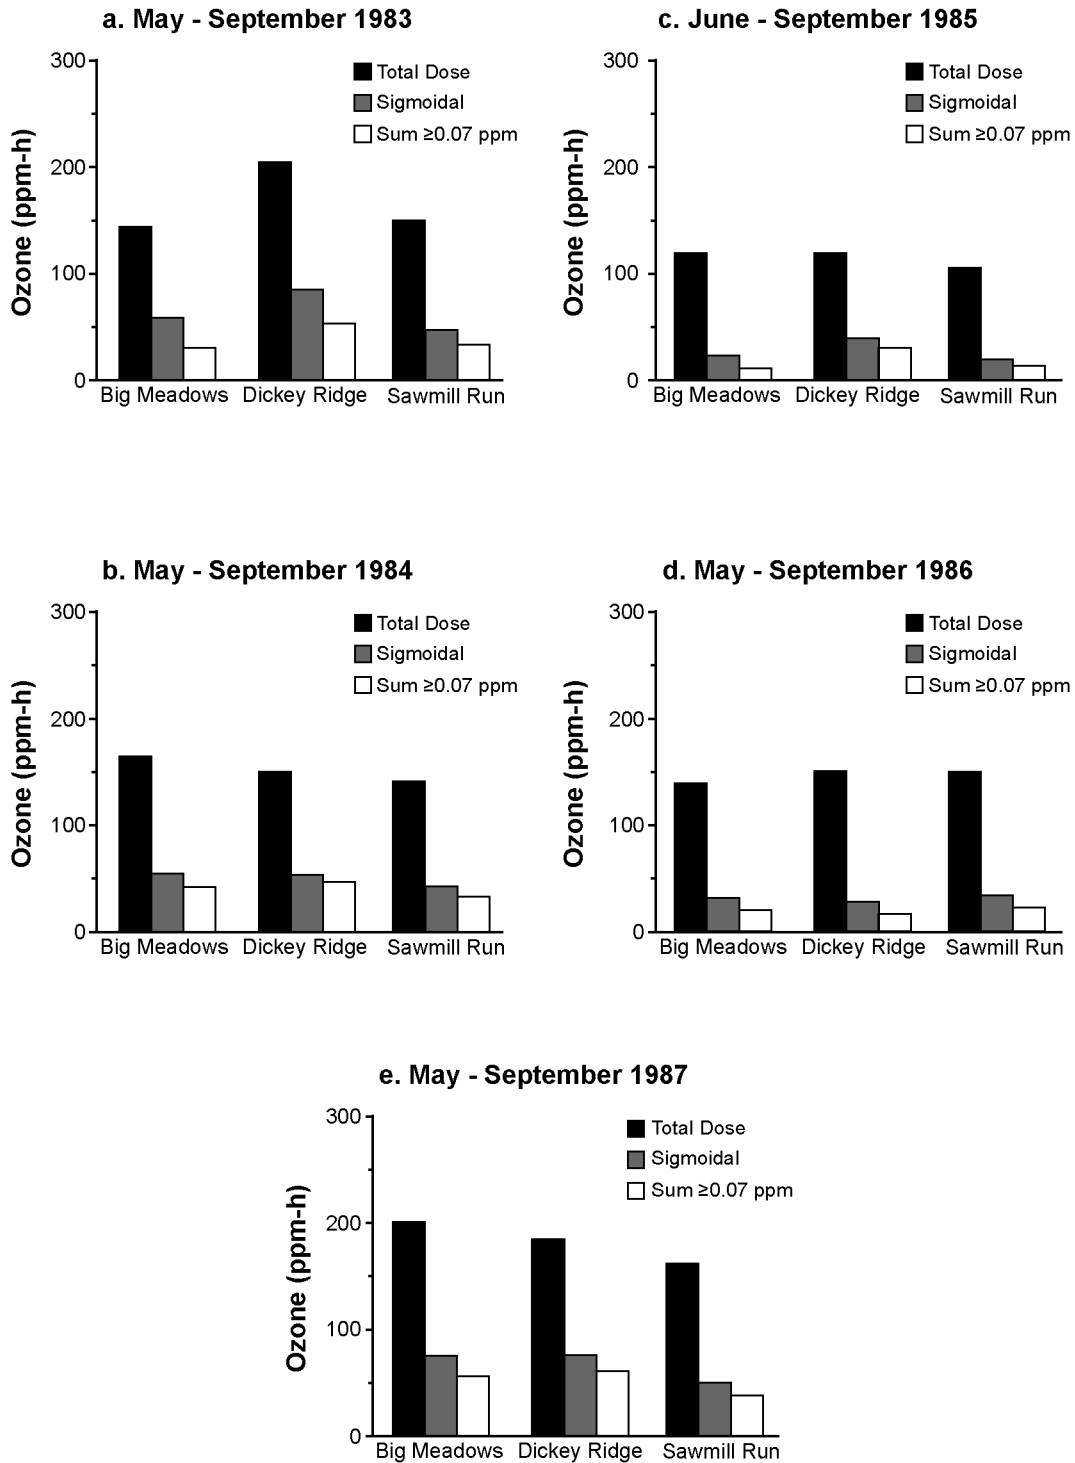 a. May - September 1983
300
200
100
0
Ozone (ppm-h)
Total Dose
Sigmoidal
Sum ≥0.07 ppm
Big Meadows Dickey Ridge Sawmill Run
c. June - September 1985
300
200
100
0
Ozone (ppm-h)
Total Dose
Sigmoidal
Sum ≥0.07 ppm
Big Meadows Dickey Ridge Sawmill Run
b. May - September 1984
300
200
100
0
Ozone (ppm-h)
Total Dose
Sigmoidal
Sum ≥0.07 ppm
Big Meadows Dickey Ridge Sawmill Run
d. May - September 1986
300
200
100
0
Ozone (ppm-h)
Total Dose
Sigmoidal
Sum ≥0.07 ppm
Big Meadows Dickey Ridge Sawmill Run
e. May - September 1987
300
200
100
0
Ozone (ppm-h)
Total Dose
Sigmoidal
Sum ≥0.07 ppm
Big Meadows Dickey Ridge Sawmill Run